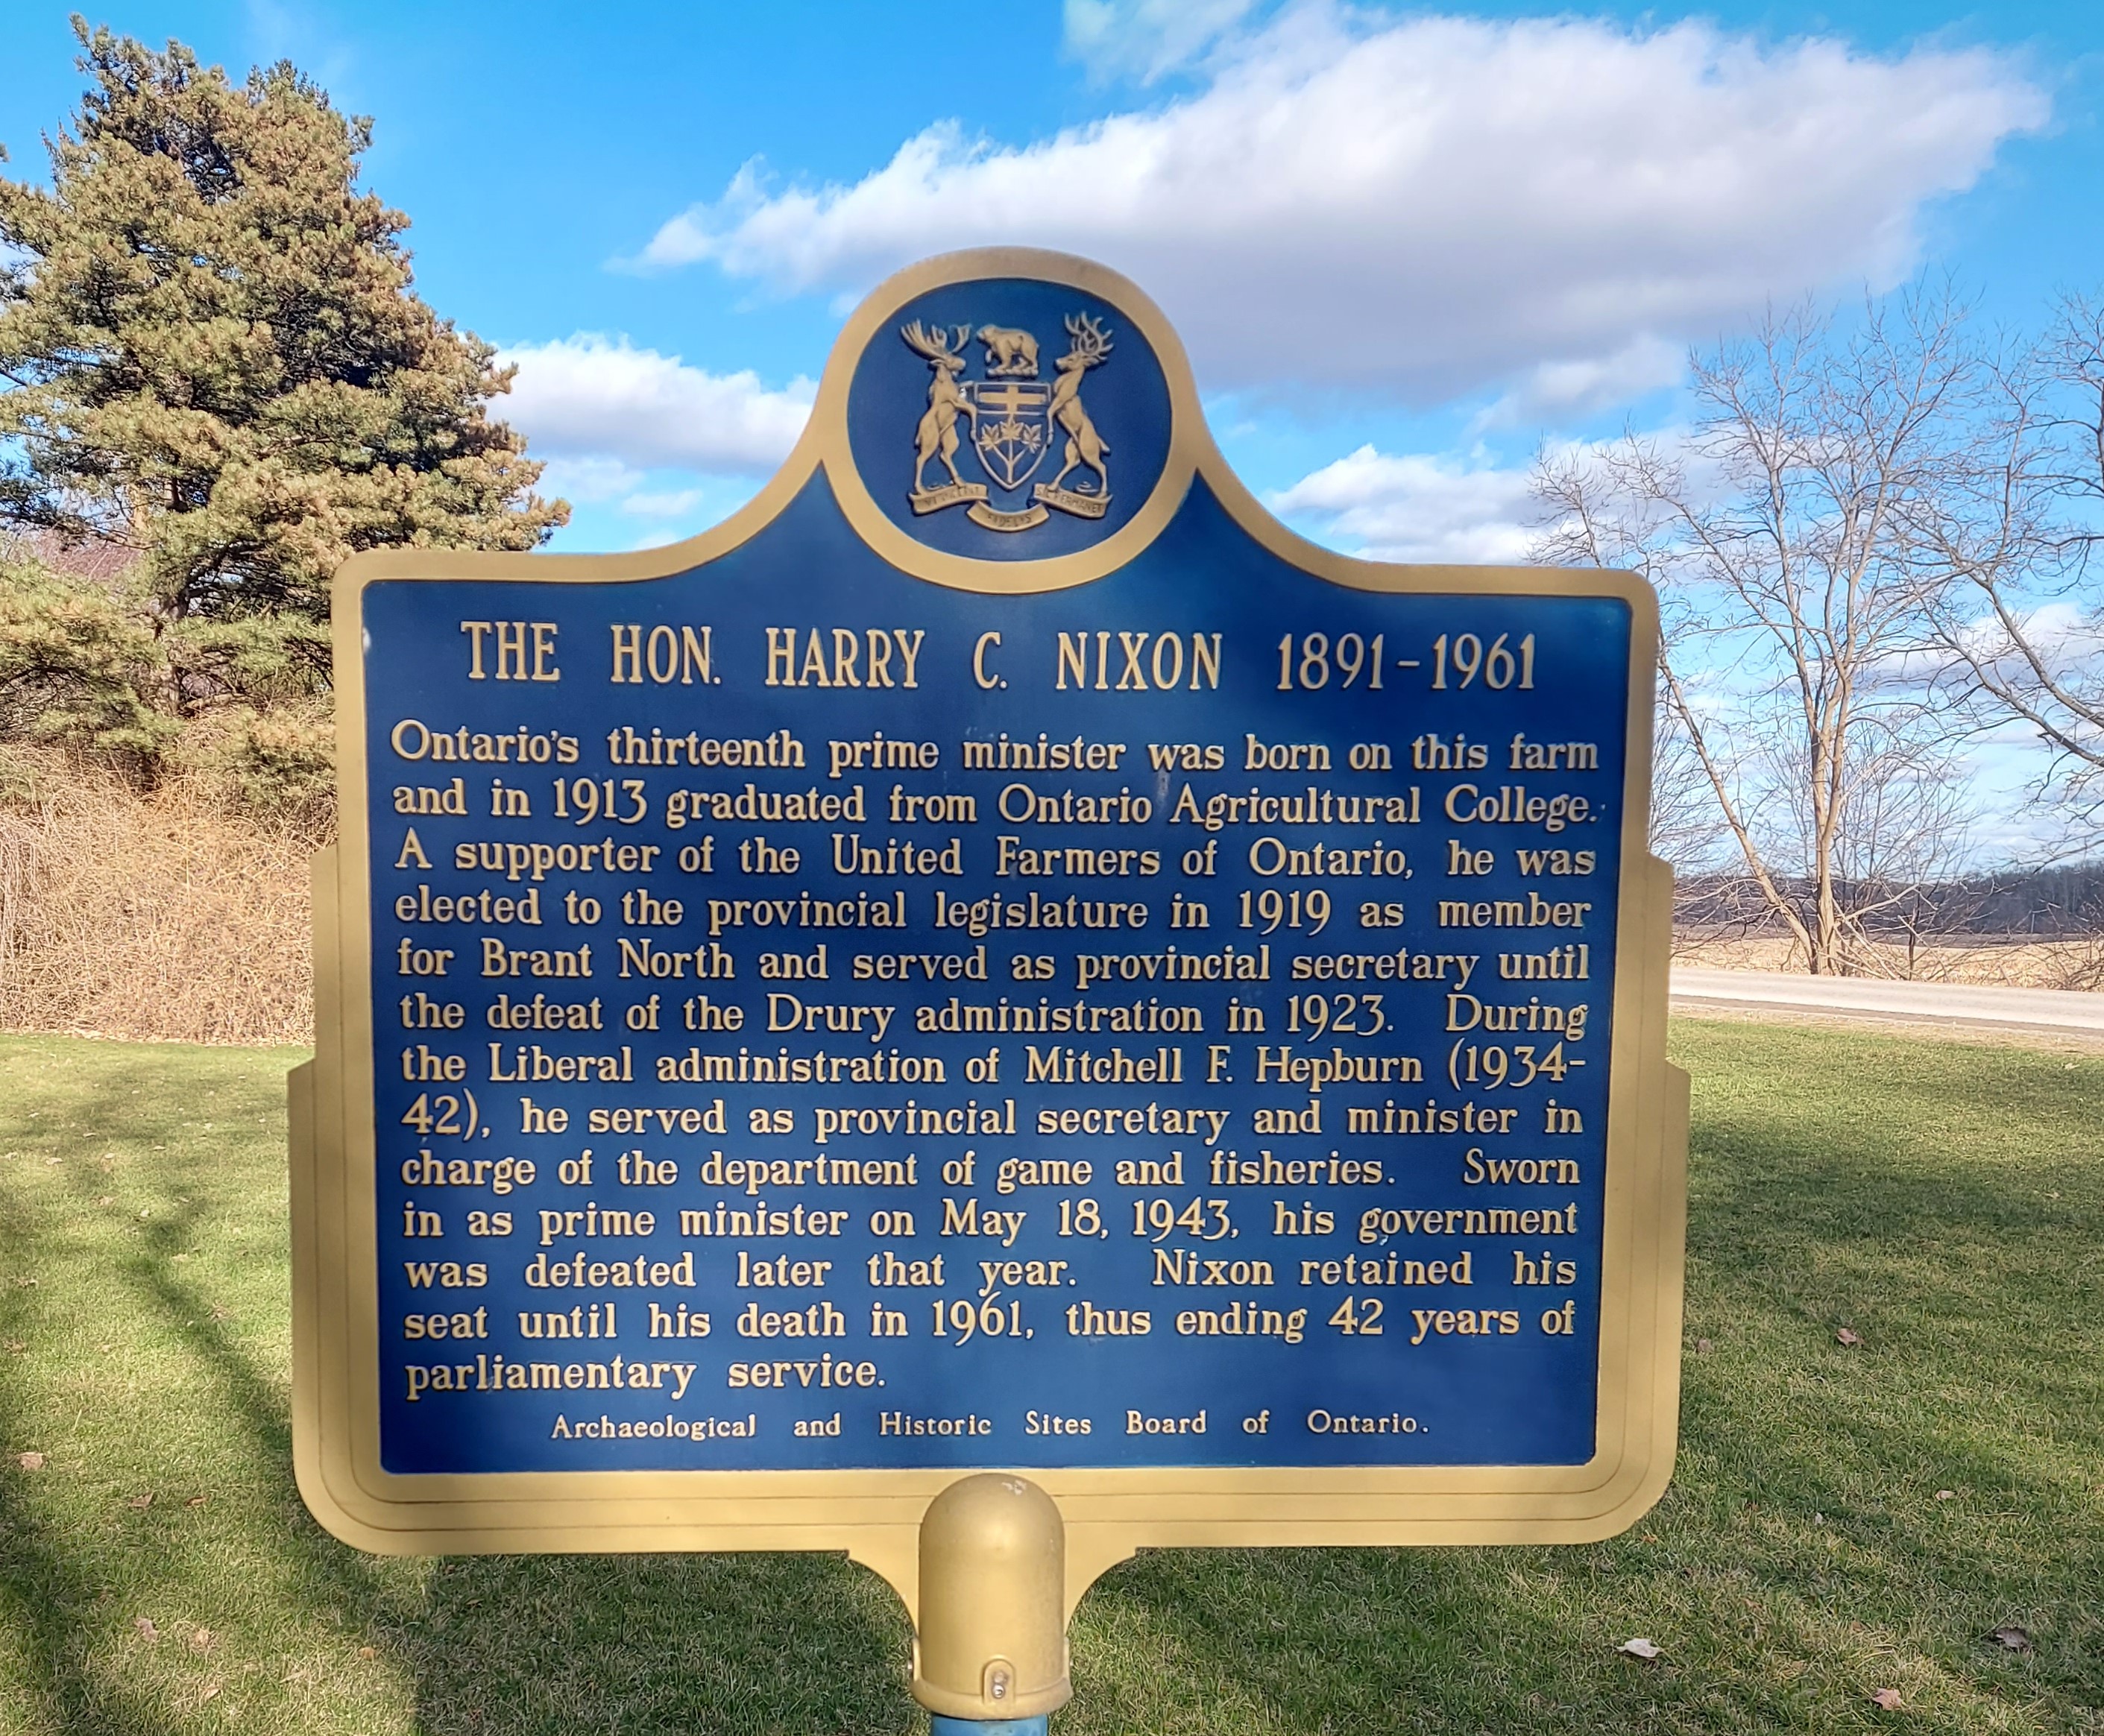 THE HON. HARRY C. NIXON 1891-1961
Ontario's thirteenth prime minister was born on this farm
and in 1913 graduated from Ontario Agricultural College.
A supporter of the United Farmers of Ontario, he was
elected to the provincial legislature in 1919 as member
for Brant North and served as provincial secretary until
the defeat of the Drury administration in 1923. During
the Liberal administration of Mitchell F. Hepburn (1934-
42), he served as provincial secretary and minister in
charge of the department of game and fisheries. Sworn
in as prime minister on May 18, 1943, his government
was defeated later that year. Nixon retained his
seat until his death in 1961, thus ending 42 years of
parliamentary service.
Archaeological and Historic Sites Board of Ontario.